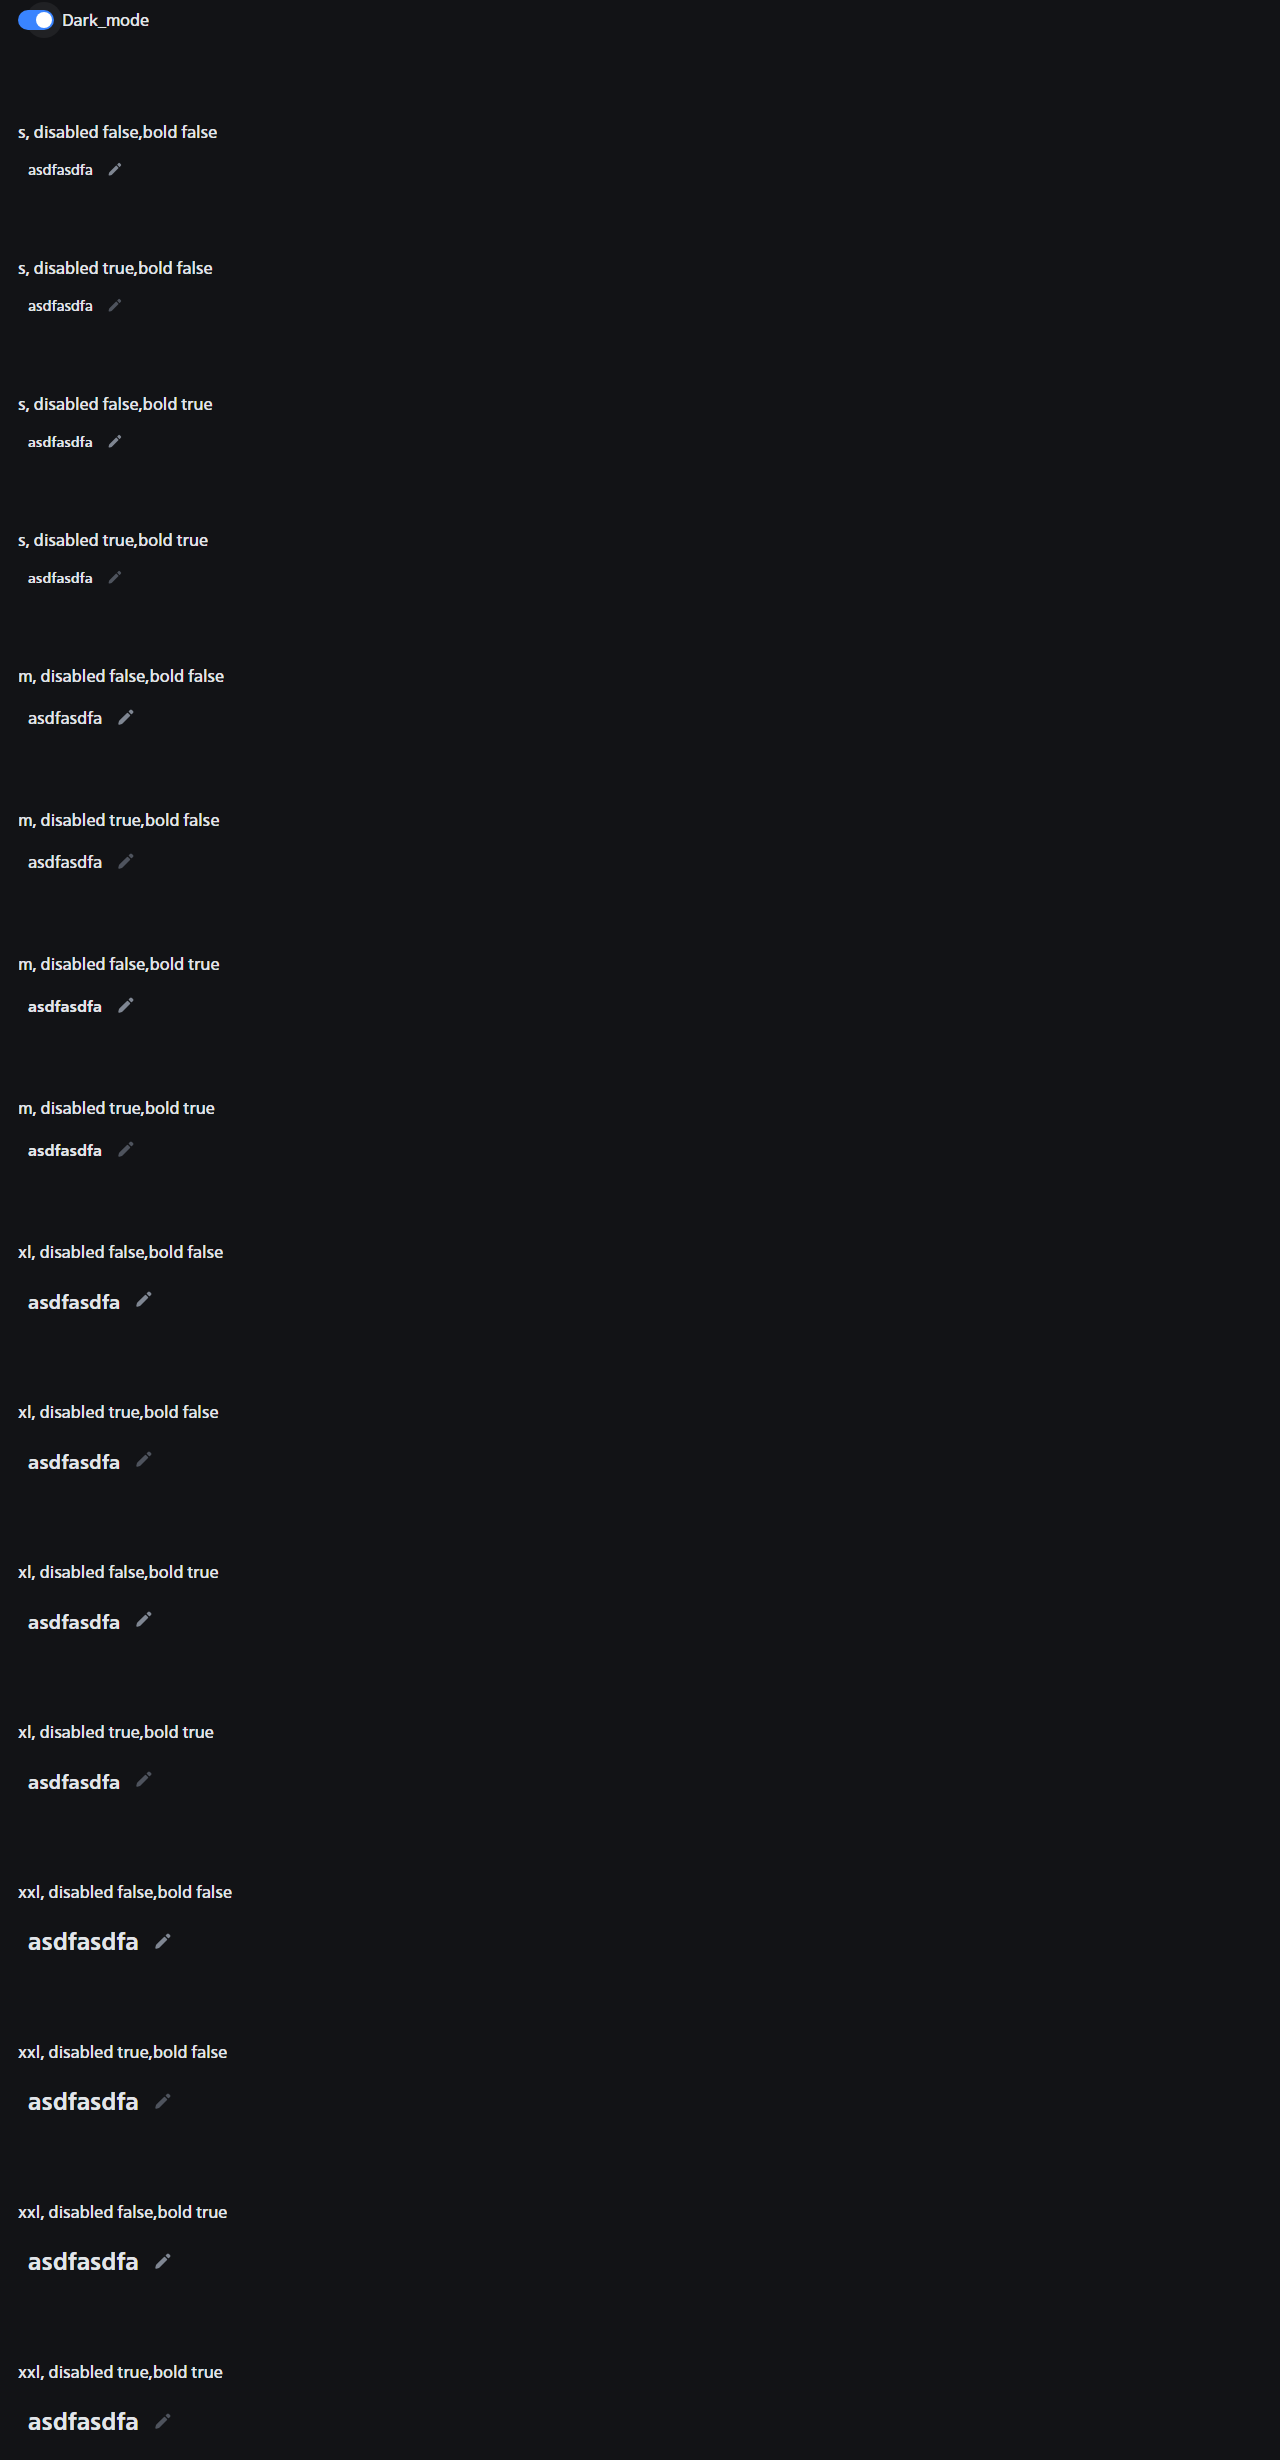 Dark_mode
s, disabled false,bold false
asdfasdfa
s, disabled true,bold false
asdfasdfa
s, disabled false,bold true
asdfasdfa
s, disabled true,bold true
asdfasdfa
m, disabled false,bold false
asdfasdfa
m, disabled true,bold false
asdfasdfa
m, disabled false,bold true
asdfasdfa
m, disabled true,bold true
asdfasdfa
xl, disabled false,bold false
asdfasdfa
xl, disabled true,bold false
asdfasdfa
xl, disabled false,bold true
asdfasdfa
xl, disabled true,bold true
asdfasdfa
xxl, disabled false,bold false
asdfasdfa
xxl, disabled true,bold false
asdfasdfa
xxl, disabled false,bold true
asdfasdfa
xxl, disabled true,bold true
asdfasdfa